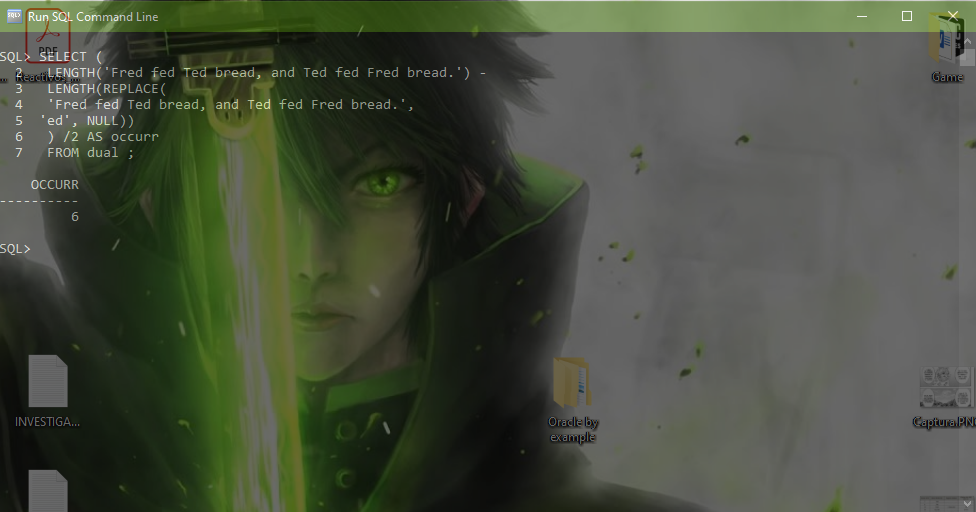 Run SQL Command Line
PDF
Reactivos
Game
SQL> SELECT (
2 LENGTH('Fred fed Ted bread, and Ted fed Fred bread.') -
3 LENGTH(REPLACE(
4 'Fred fed Ted bread, and Ted fed Fred bread.',
5 'ed', NULL))
6 ) /2 AS occurr
7 FROM dual ;
OCCURR
----------
6
SQL>
INVESTIGA...
Oracle by
example
Captura.PNG